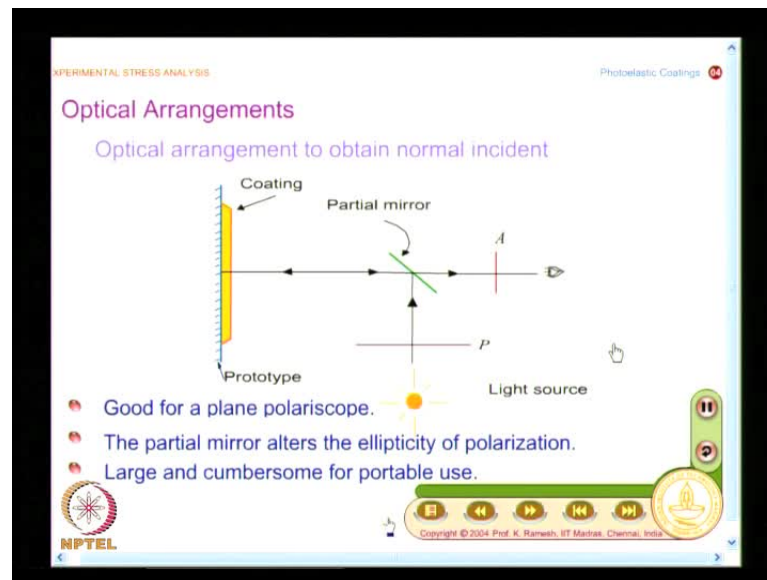 XPERIMENTAL STRESS ANALYSIS
Photoelastic Coatings 04
Optical Arrangements
Optical arrangement to obtain normal incident
Coating
Partial mirror
A
P
Prototype
Light source
Good for a plane polariscope.
The partial mirror alters the ellipticity of polarization.
Large and cumbersome for portable use.
NPTEL
Copyright © 2004 Prof. K. Ramesh, IIT Madras, Chennai, India